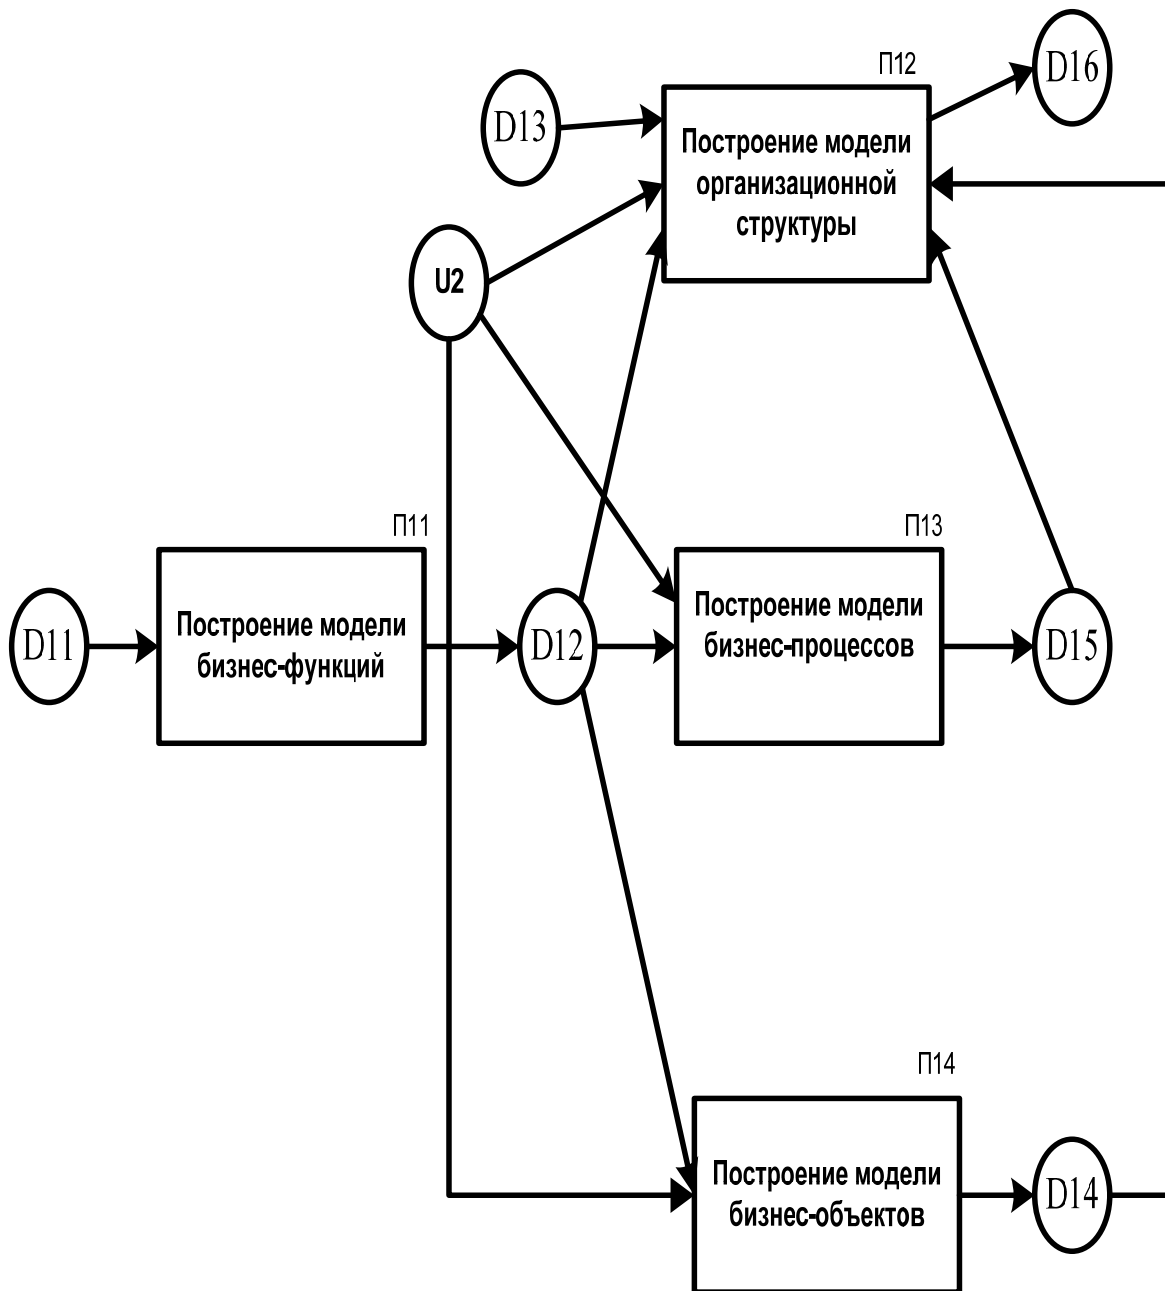 П12
D16
D13
Построение модели
организационной
структуры
U2
П11
П13
D11
Построение модели
бизнес-функций
D12
Построение модели
бизнес-процессов
D15
П14
Построение модели
бизнес-объектов
D14